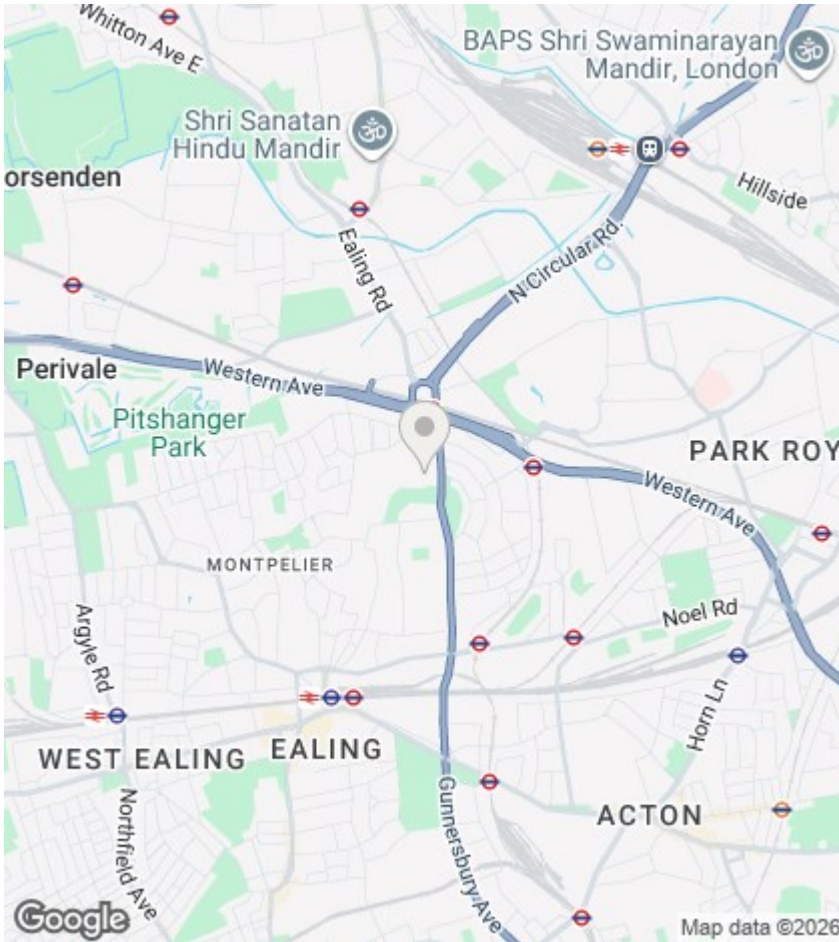 Whitton Ave E
BAPS Shri Swaminarayan
Mandir, London
Shri Sanatan
Hindu Mandir
orsenden
Hillside
Ealing Rd
N Circular Rd.
Perivale
Western Ave
Pitshanger
Park
PARK ROY
Western Ave
MONTPELIER
Argyle Rd
Noel Rd
Horn Ln
WEST EALING
EALING
Northfield Ave
Gunnersbury Ave
ACTON
Google
Map data ©2026